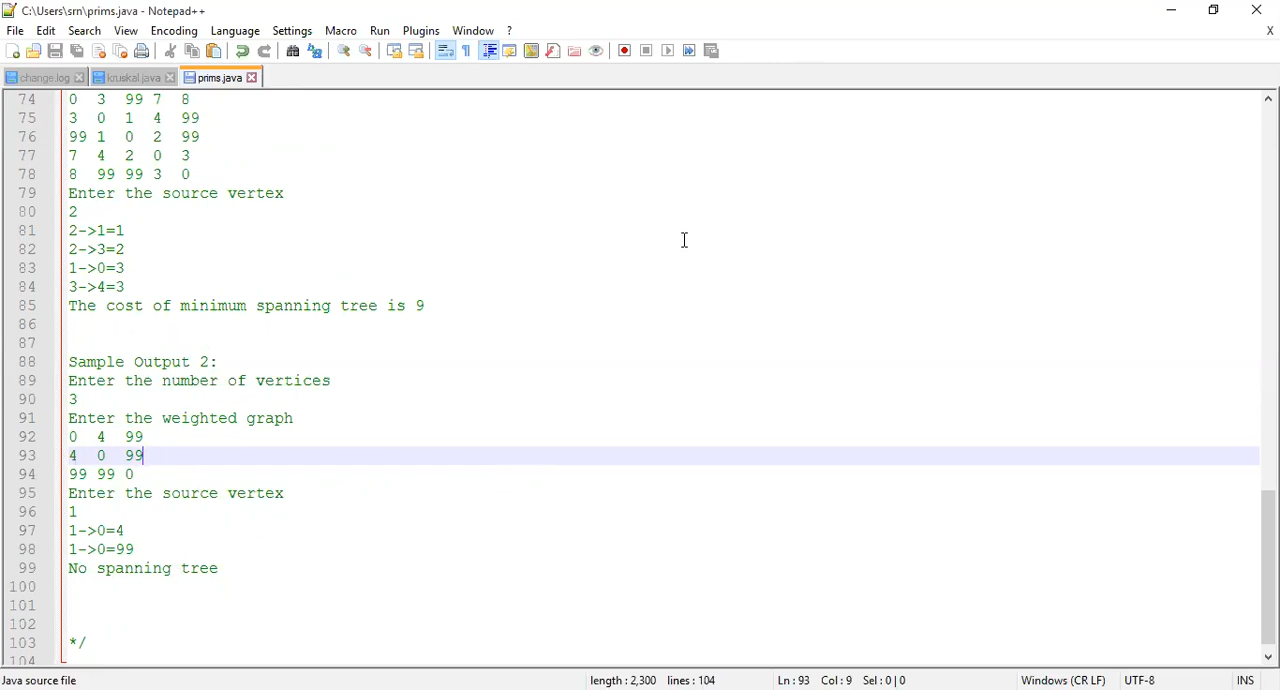 C:\Users\srn\prims.java - Notepad++
File Edit Search View Encoding Language Settings Macro Run Plugins Window ? X
change.log kruskal.java prims.java
74 0 3 99 7 8
75 3 0 1 4 99
76 99 1 0 2 99
77 7 4 2 0 3
78 8 99 99 3 0
79 Enter the source vertex
80 2
81 2->1=1
82 2->3=2
83 1->0=3
84 3->4=3
85 The cost of minimum spanning tree is 9
86
87
88 Sample Output 2:
89 Enter the number of vertices
90 3
91 Enter the weighted graph
92 0 4 99
93 4 0 99
94 99 99 0
95 Enter the source vertex
96 1
97 1->0=4
98 1->0=99
99 No spanning tree
100
101
102
103 */
104
Java source file length : 2,300 lines : 104 Ln : 93 Col : 9 Sel : 0 | 0 Windows (CR LF) UTF-8 INS